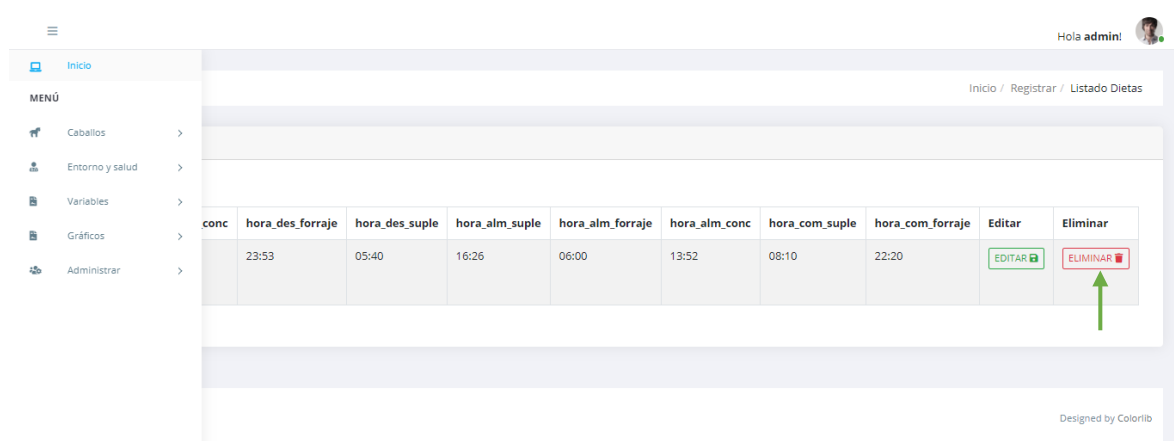 Hola admin!
Inicio
MENÚ
Inicio / Registrar / Listado Dietas
Caballos
Entorno y salud
Variables
Gráficos
Administrar
_conc hora_des_forraje hora_des_suple hora_alm_suple hora_alm_forraje hora_alm_conc hora_com_suple hora_com_forraje Editar Eliminar
23:53 05:40 16:26 06:00 13:52 08:10 22:20 EDITAR ELIMINAR
Designed by Colorlib